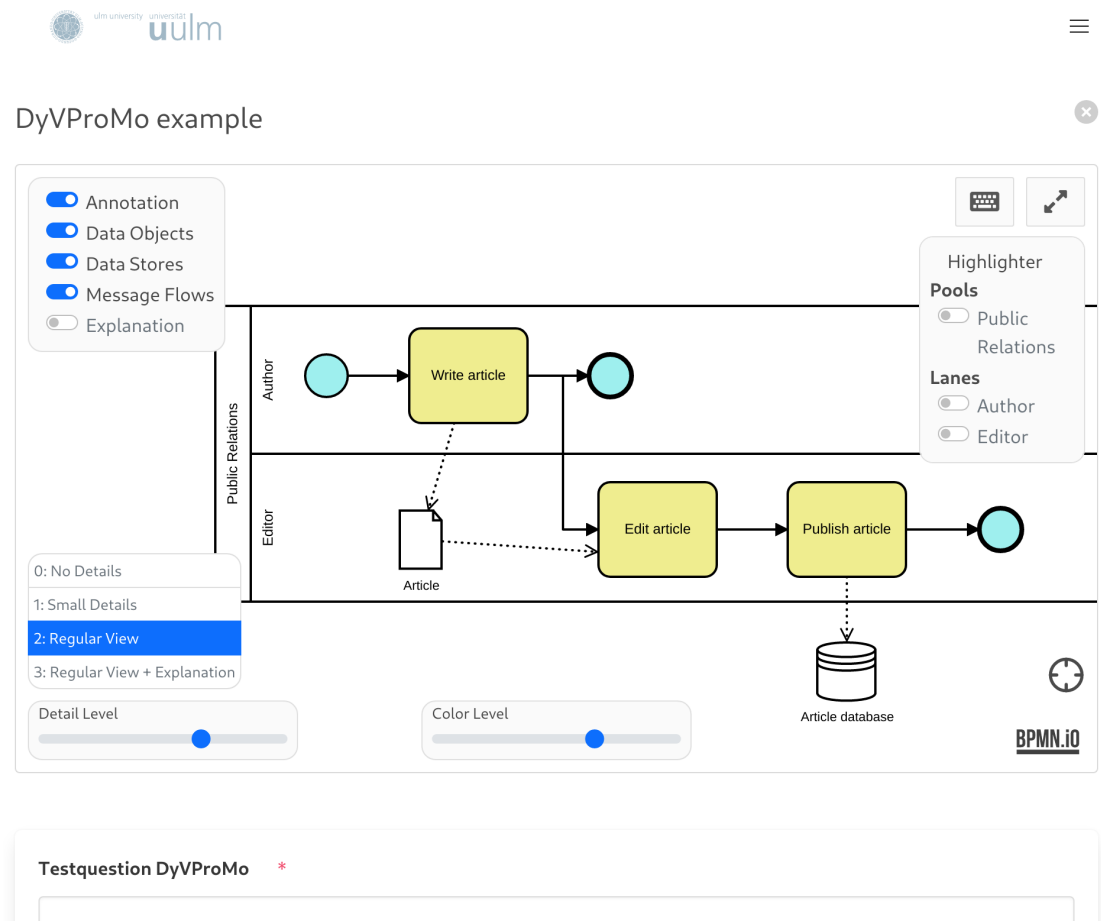 ulm university universität
uulm
DyVProMo example
Annotation
Data Objects
Data Stores
Message Flows
Explanation
Highlighter
Pools
Public
Relations
Lanes
Author
Editor
Public Relations
Author
Write article
Editor
Article
Edit article
Publish article
Article database
0: No Details
1: Small Details
2: Regular View
3: Regular View + Explanation
Detail Level
Color Level
BPMN.iO
Testquestion DyVProMo *